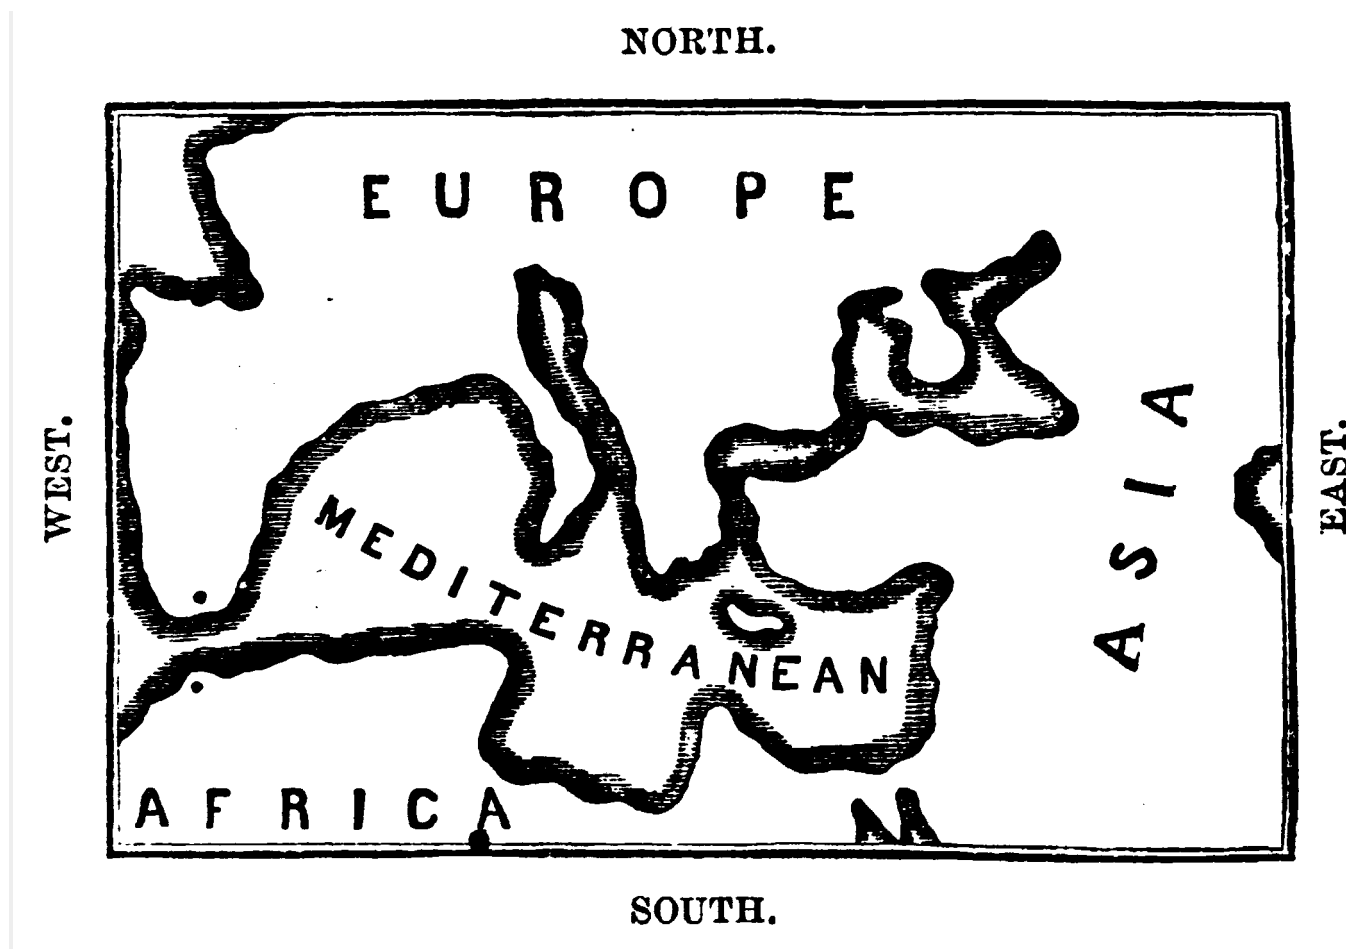 NORTH.
EUROPE
WEST.
MEDITERRANEAN
ASIA
EAST.
AFRICA
SOUTH.